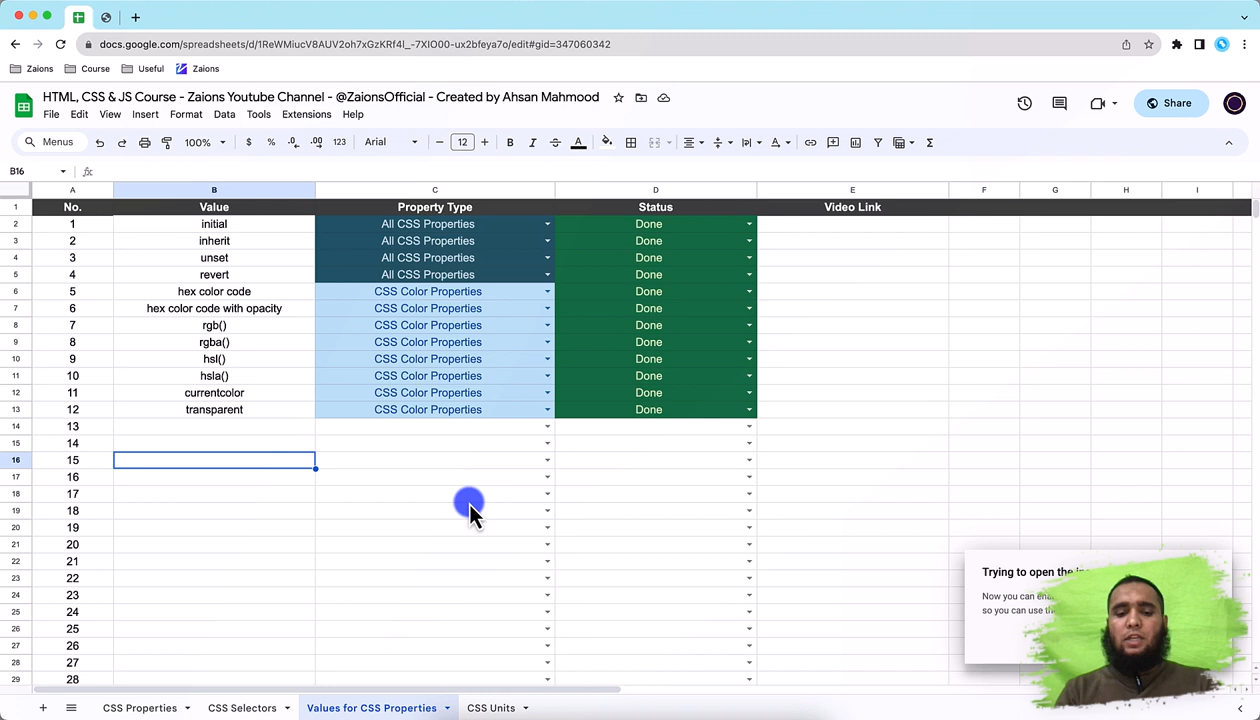 docs.google.com/spreadsheets/d/1ReWMiucV8AUV2oh7xGzKRf4I_-7XIO00-ux2bfeya7o/edit#gid=347060342
Zaions Course Useful Zaions
HTML, CSS & JS Course - Zaions Youtube Channel - @ZaionsOfficial - Created by Ahsan Mahmood
File Edit View Insert Format Data Tools Extensions Help
Share
Menus 100% $ % .0 .00 123 Arial 12 B I A
B16 fx
A B C D E F G H I
1 No. Value Property Type Status Video Link
2 1 initial All CSS Properties Done
3 2 inherit All CSS Properties Done
4 3 unset All CSS Properties Done
5 4 revert All CSS Properties Done
6 5 hex color code CSS Color Properties Done
7 6 hex color code with opacity CSS Color Properties Done
8 7 rgb() CSS Color Properties Done
9 8 rgba() CSS Color Properties Done
10 9 hsl() CSS Color Properties Done
11 10 hsla() CSS Color Properties Done
12 11 currentcolor CSS Color Properties Done
13 12 transparent CSS Color Properties Done
14 13
15 14
16 15
17 16
18 17
19 18
20 19
21 20
22 21
23 22
24 23
25 24
26 25
26 26
28 27
29 28
Trying to open the
Now you can
so you can use
CSS Properties CSS Selectors Values for CSS Properties CSS Units